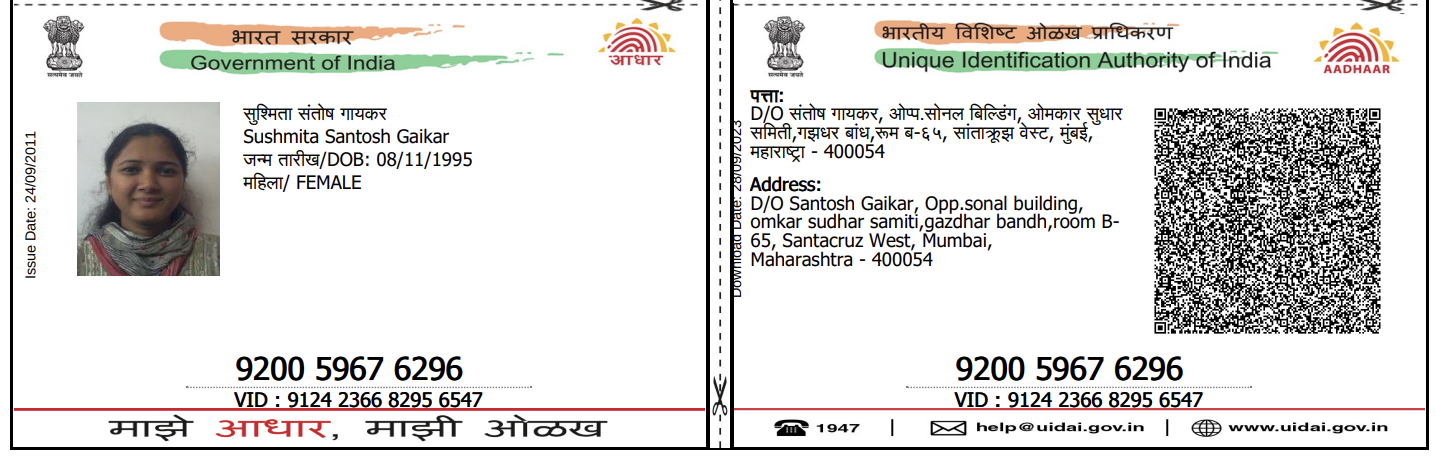 भारत सरकार
Government of India
सत्यमेव जयते
आधार
Issue Date: 24/09/2011
सुश्मिता संतोष गायकर
Sushmita Santosh Gaikar
जन्म तारीख/DOB: 08/11/1995
महिला/ FEMALE
9200 5967 6296
VID : 9124 2366 8295 6547
माझे आधार, माझी ओळख
भारतीय विशिष्ट ओळख प्राधिकरण
Unique Identification Authority of India
सत्यमेव जयते
AADHAAR
Download Date: 28/09/2023
पत्ता:
D/O संतोष गायकर, ओप्प.सोनल बिल्डिंग, ओमकार सुधार
समिती,गझधर बांध,रूम ब-६५, सांताक्रूझ वेस्ट, मुंबई,
महाराष्ट्रा - 400054
Address:
D/O Santosh Gaikar, Opp.sonal building,
omkar sudhar samiti,gazdhar bandh,room B-
65, Santacruz West, Mumbai,
Maharashtra - 400054
9200 5967 6296
VID : 9124 2366 8295 6547
1947 | help@uidai.gov.in | www.uidai.gov.in